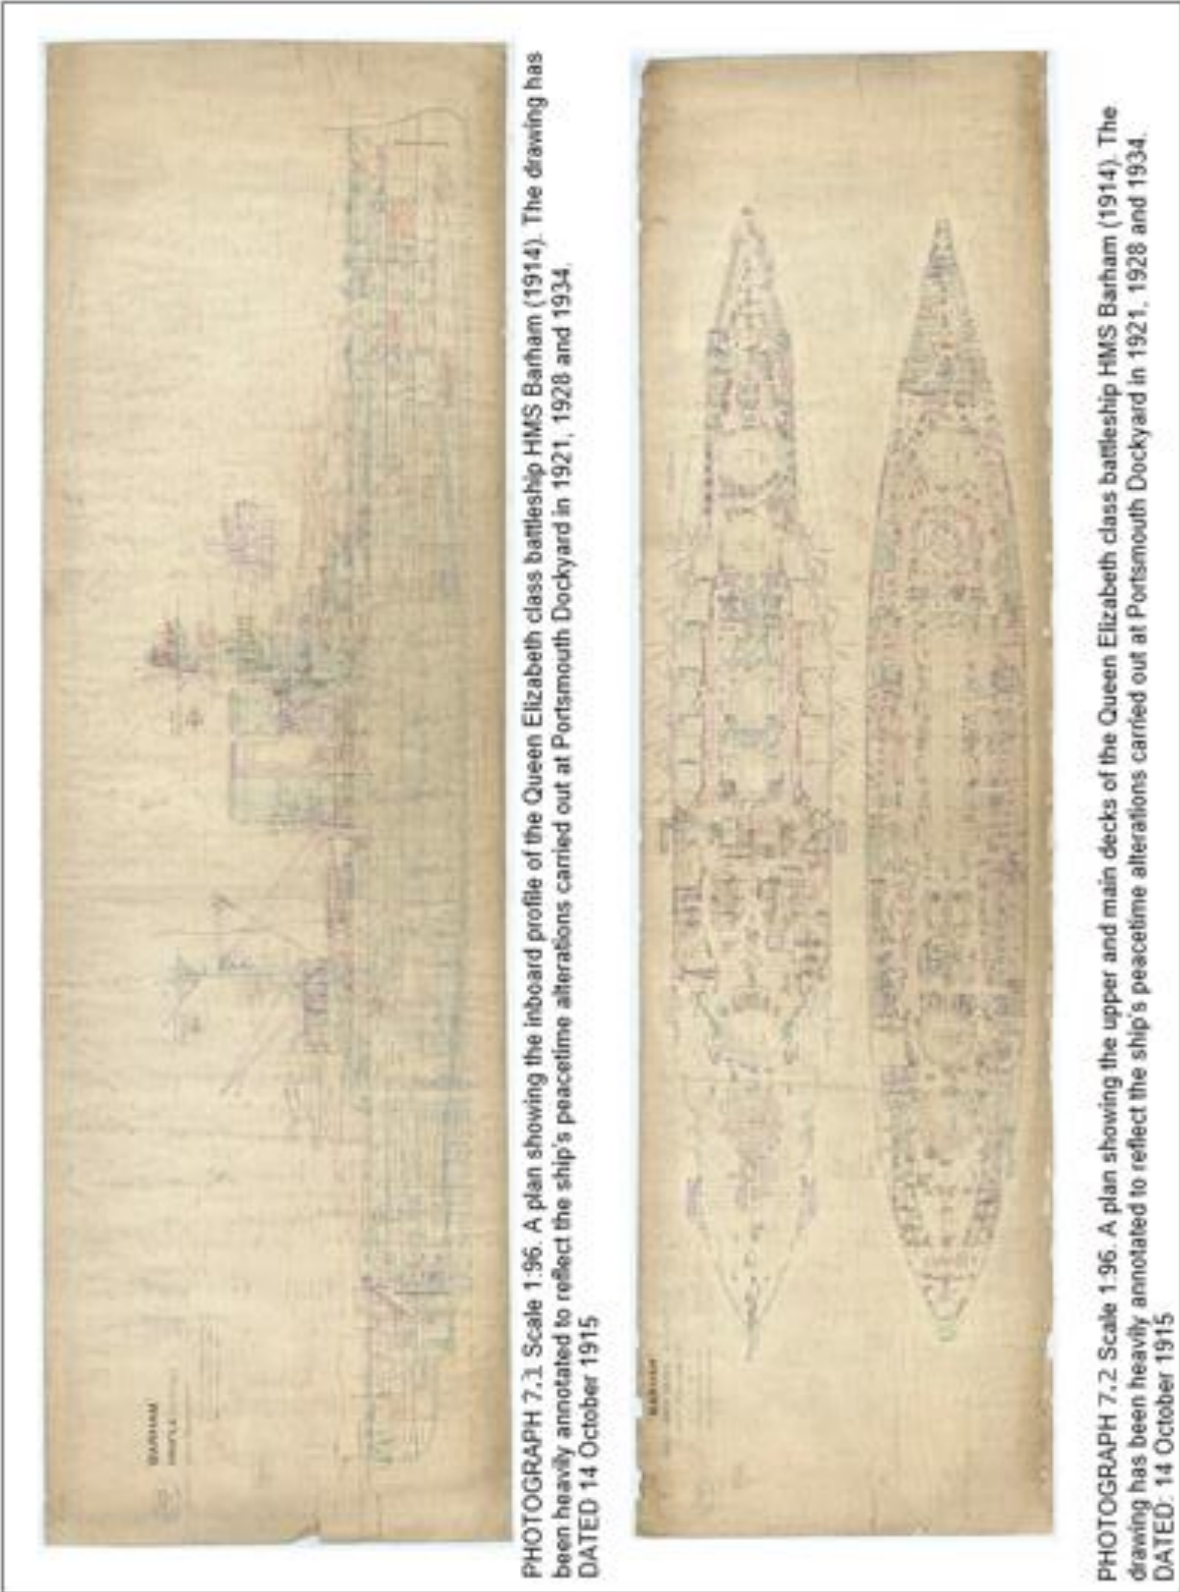 BARHAM
PROFILE
PHOTOGRAPH 7.1 Scale 1:96. A plan showing the inboard profile of the Queen Elizabeth class battleship HMS Barham (1914). The drawing has
been heavily annotated to reflect the ship's peacetime alterations carried out at Portsmouth Dockyard in 1921, 1928 and 1934.
DATED 14 October 1915
BARHAM
PHOTOGRAPH 7.2 Scale 1:96. A plan showing the upper and main decks of the Queen Elizabeth class battleship HMS Barham (1914). The
drawing has been heavily annotated to reflect the ship's peacetime alterations carried out at Portsmouth Dockyard in 1921, 1928 and 1934.
DATED: 14 October 1915